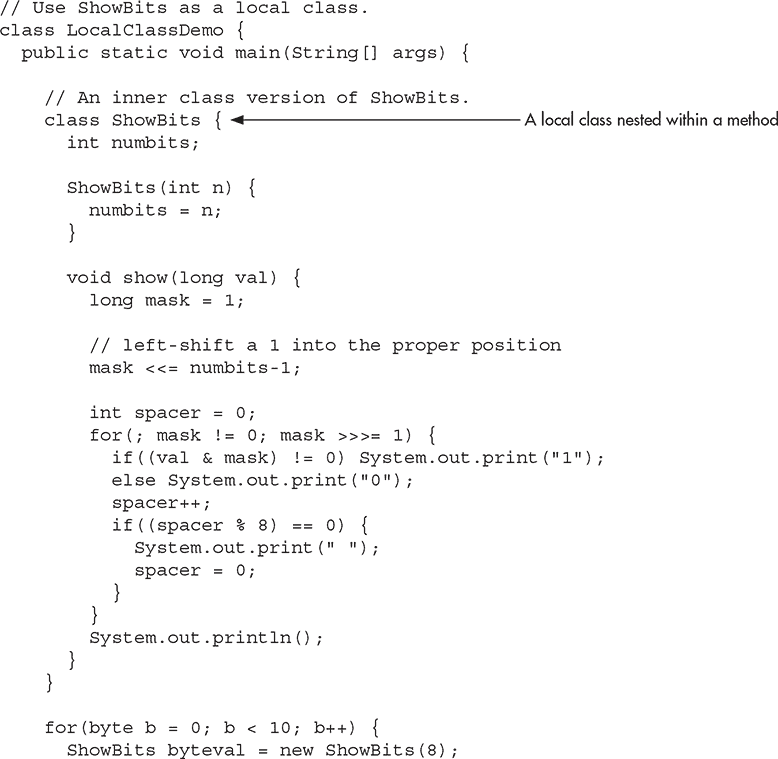 // Use ShowBits as a local class.
class LocalClassDemo {
  public static void main(String[] args) {

    // An inner class version of ShowBits.
    class ShowBits { A local class nested within a method
      int numbits;

      ShowBits(int n) {
        numbits = n;
      }

      void show(long val) {
        long mask = 1;

        // left-shift a 1 into the proper position
        mask <<= numbits-1;

        int spacer = 0;
        for(; mask != 0; mask >>>= 1) {
          if((val & mask) != 0) System.out.print("1");
          else System.out.print("0");
          spacer++;
          if((spacer % 8) == 0) {
            System.out.print(" ");
            spacer = 0;
          }
        }
        System.out.println();
      }
    }

    for(byte b = 0; b < 10; b++) {
      ShowBits byteval = new ShowBits(8);